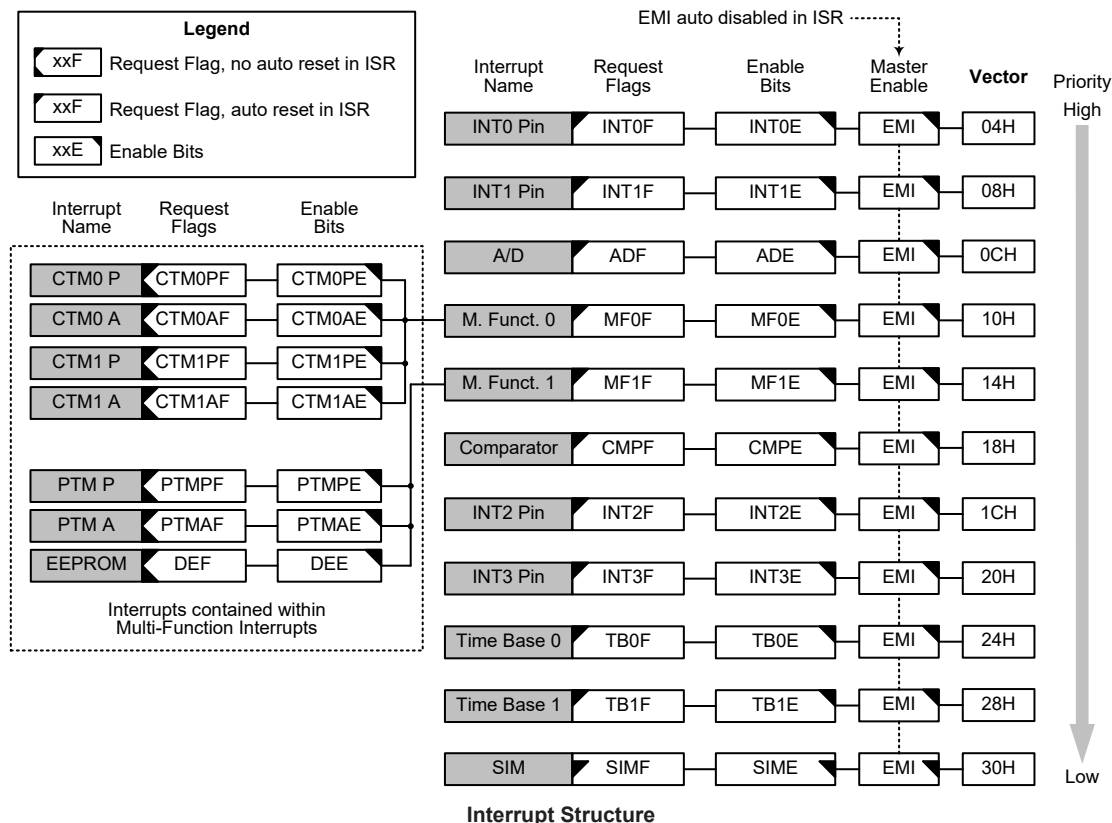 EMI auto disabled in ISR
Legend
xxF Request Flag, no auto reset in ISR
xxF Request Flag, auto reset in ISR
xxE Enable Bits
Interrupt Name Request Flags Enable Bits Master Enable Vector Priority
High
INT0 Pin INT0F INT0E EMI 04H
INT1 Pin INT1F INT1E EMI 08H
A/D ADF ADE EMI 0CH
M. Funct. 0 MF0F MF0E EMI 10H
M. Funct. 1 MF1F MF1E EMI 14H
Comparator CMPF CMPE EMI 18H
INT2 Pin INT2F INT2E EMI 1CH
INT3 Pin INT3F INT3E EMI 20H
Time Base 0 TB0F TB0E EMI 24H
Time Base 1 TB1F TB1E EMI 28H
SIM SIMF SIME EMI 30H
Low
Interrupt Name Request Flags Enable Bits
CTM0 P CTM0PF CTM0PE
CTM0 A CTM0AF CTM0AE
CTM1 P CTM1PF CTM1PE
CTM1 A CTM1AF CTM1AE
PTM P PTMPF PTMPE
PTM A PTMAF PTMAE
EEPROM DEF DEE
Interrupts contained within
Multi-Function Interrupts
Interrupt Structure